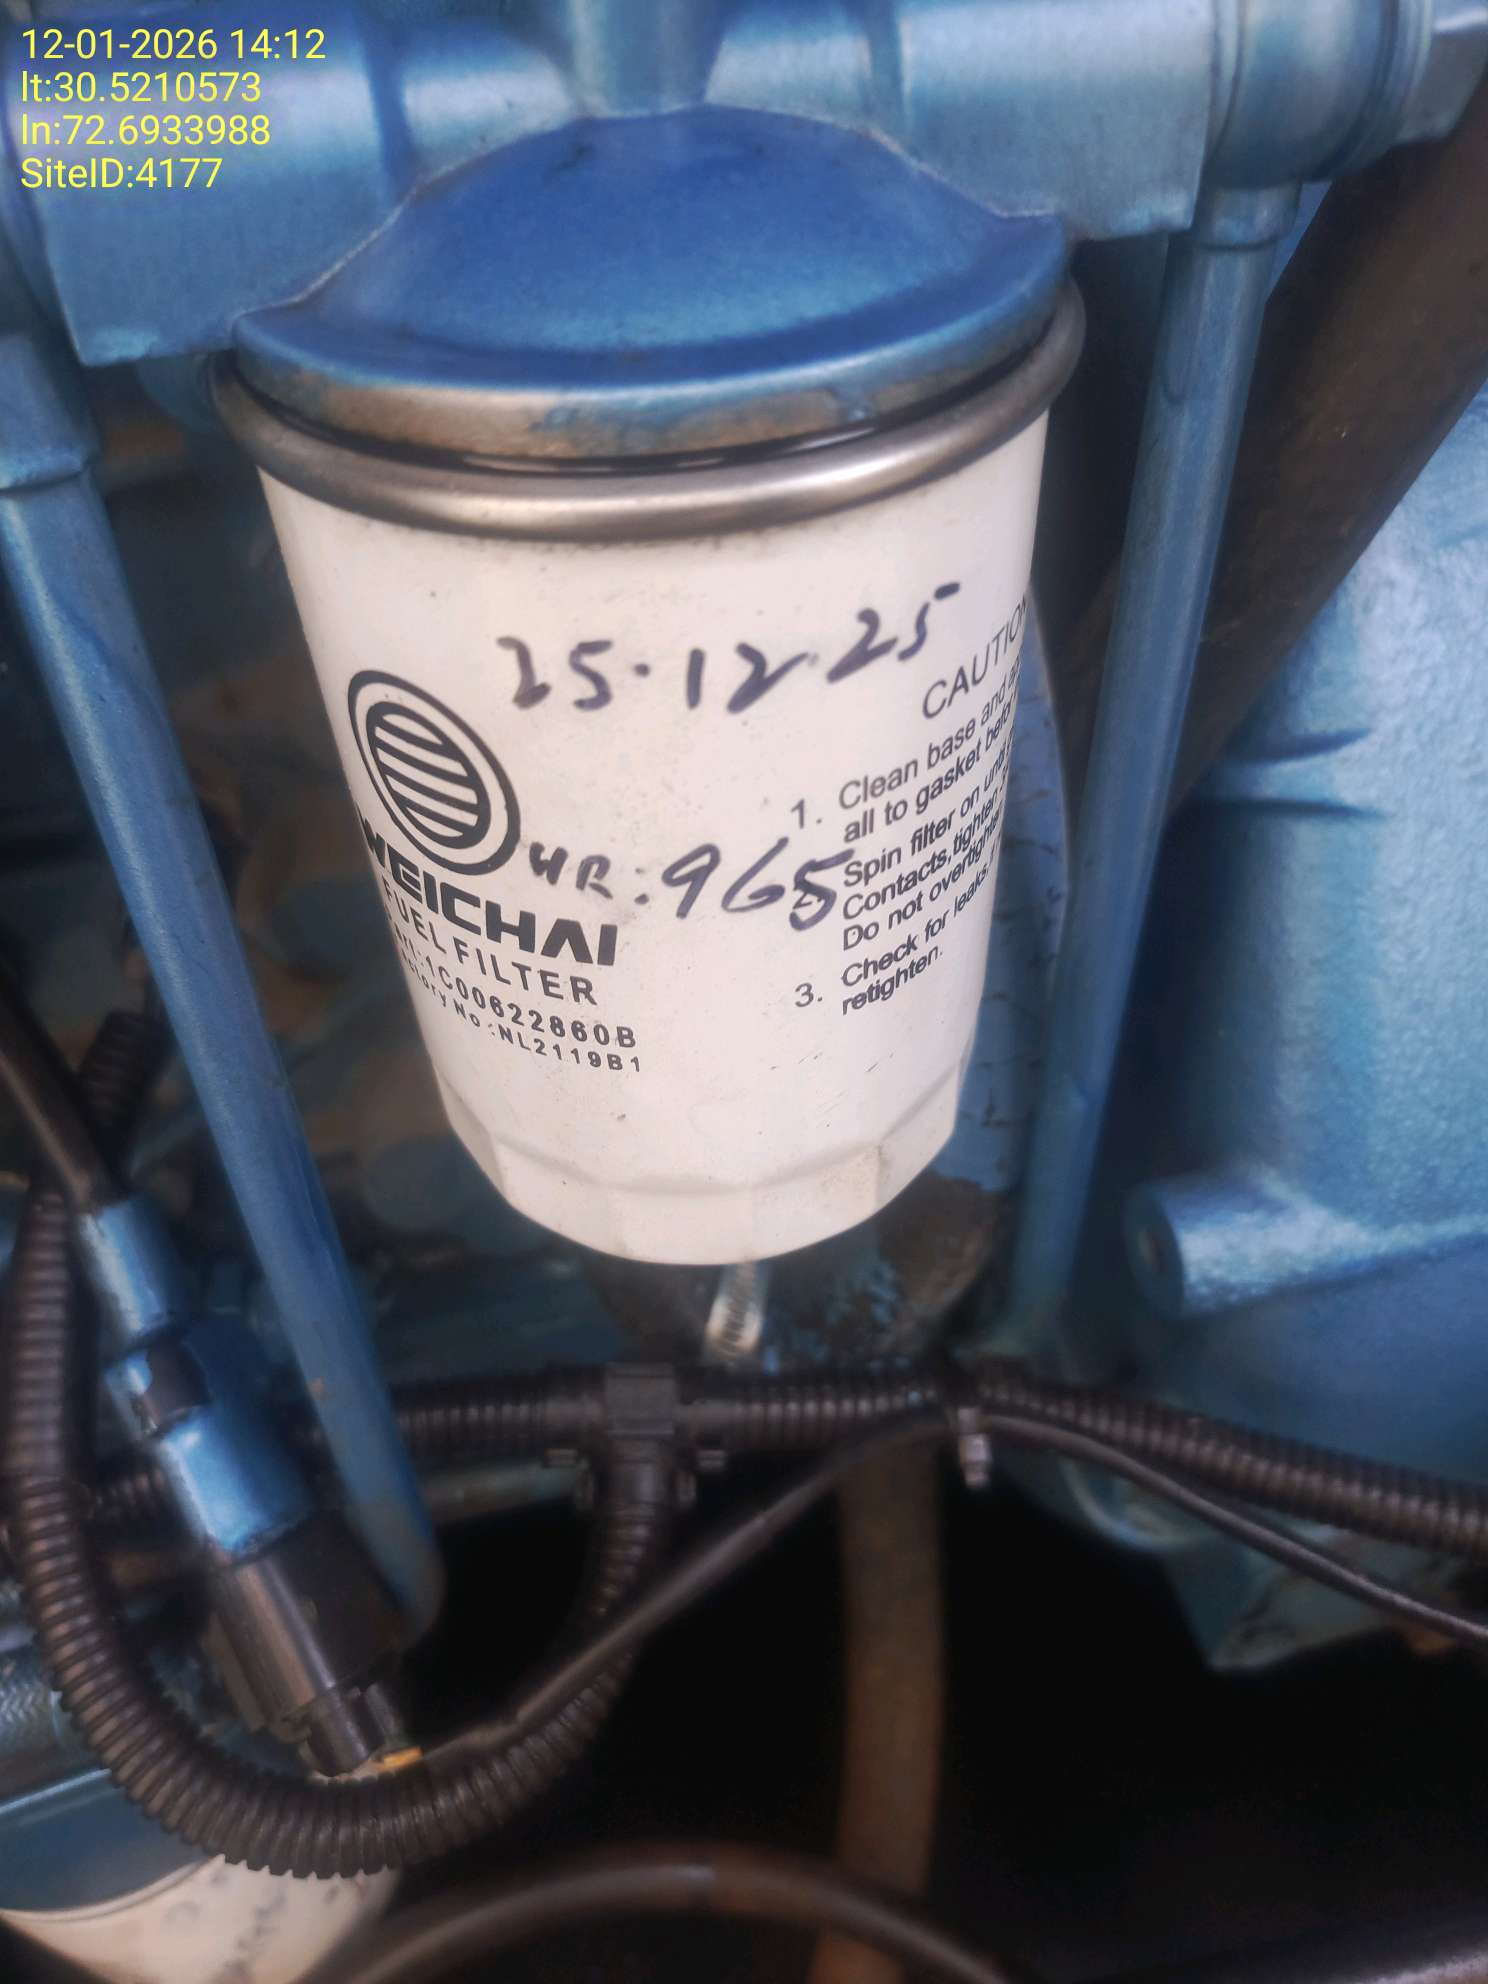 12-01-2026 14:12
lt:30.5210573
ln:72.6933988
SiteID:4177
25.12.25
CAUTION
1. Clean base and
all to gasket
Spin filter on
Contacts, tighten
Do not overtighten
3. Check for leaks,
retighten.
HR:965
WEICHAI
FUEL FILTER
1C00622860B
No:NL2119B1